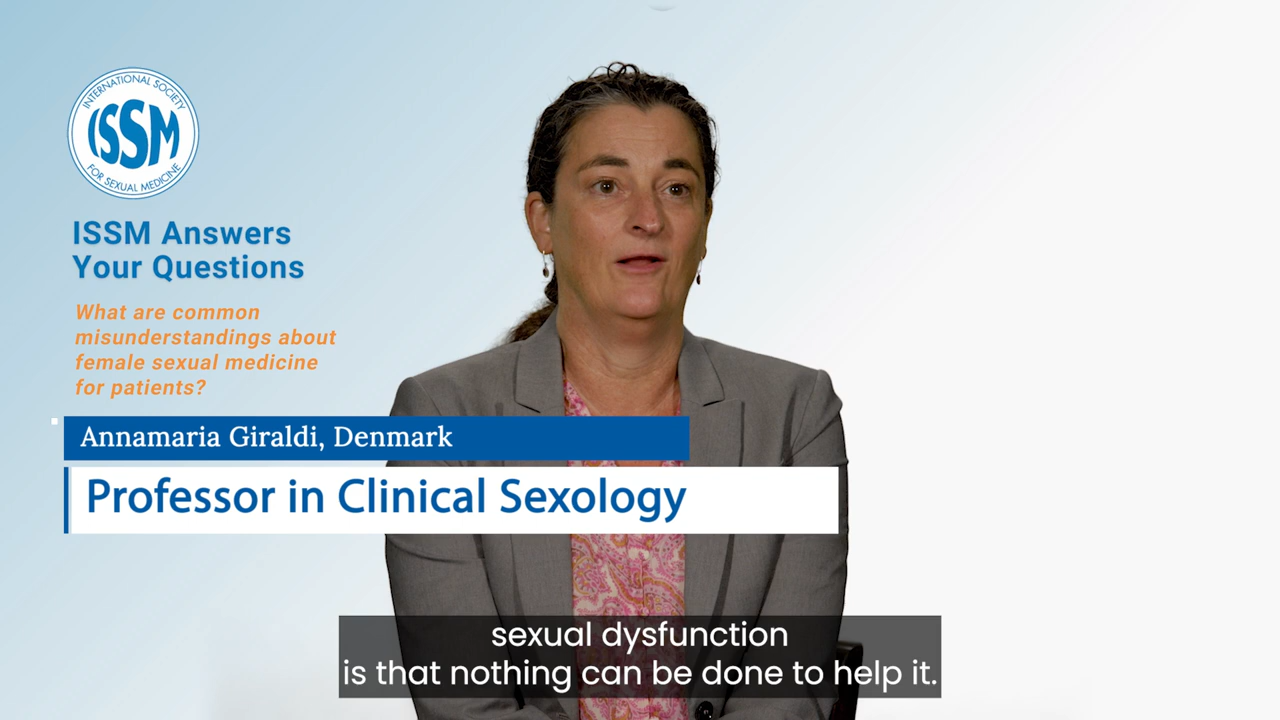 INTERNATIONAL SOCIETY
ISSM
FOR SEXUAL MEDICINE
ISSM Answers
Your Questions
What are common
misunderstandings about
female sexual medicine
for patients?
Annamaria Giraldi, Denmark
Professor in Clinical Sexology
sexual dysfunction
is that nothing can be done to help it.